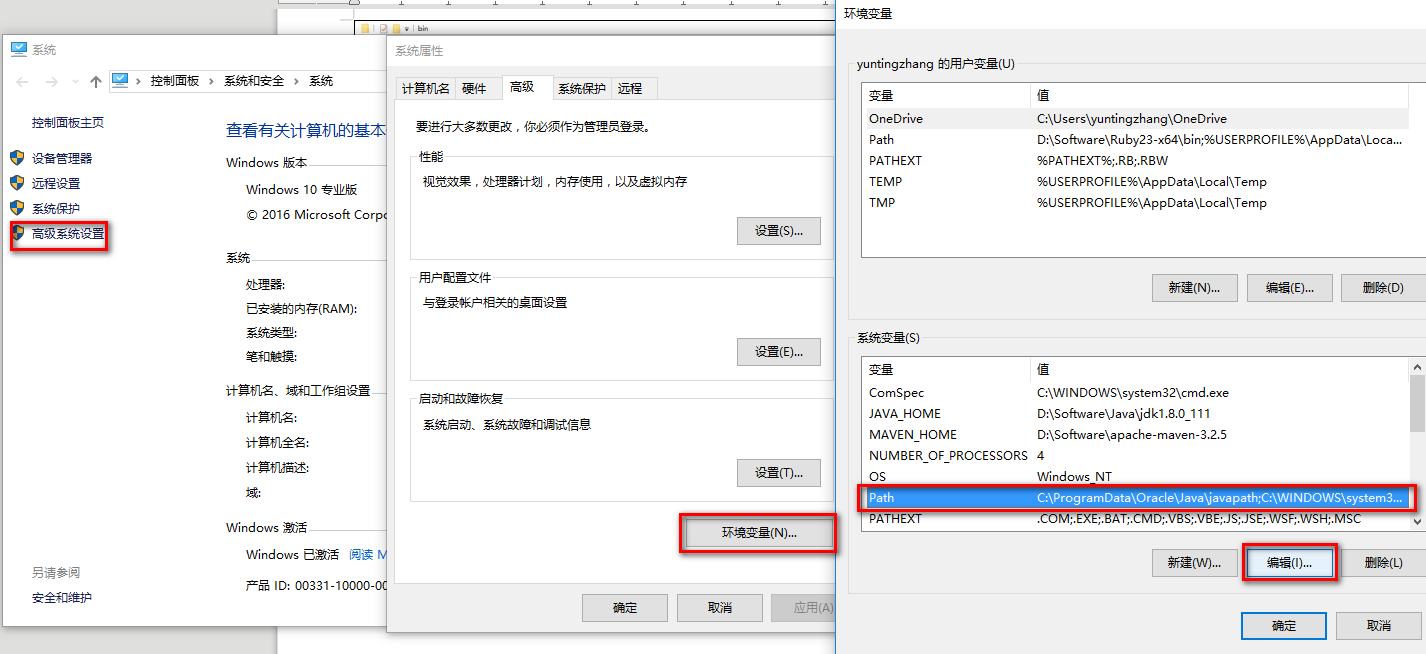 bin
系统
控制面板 > 系统和安全 > 系统
控制面板主页
设备管理器
远程设置
系统保护
高级系统设置
另请参阅
安全和维护
查看有关计算机的基本
Windows 版本
Windows 10 专业版
© 2016 Microsoft Corpo
系统
处理器:
已安装的内存(RAM):
系统类型:
笔和触摸:
计算机名、域和工作组设置
计算机名:
计算机全名:
计算机描述:
域:
Windows 激活
Windows 已激活 阅读 M
产品 ID: 00331-10000-00
系统属性
计算机名 硬件 高级 系统保护 远程
要进行大多数更改，你必须作为管理员登录。
性能
视觉效果，处理器计划，内存使用，以及虚拟内存
设置(S)...
用户配置文件
与登录帐户相关的桌面设置
设置(E)...
启动和故障恢复
系统启动、系统故障和调试信息
设置(T)...
环境变量(N)...
确定 取消 应用(A)
环境变量
yuntingzhang 的用户变量(U)
变量 值
OneDrive C:\Users\yuntingzhang\OneDrive
Path D:\Software\Ruby23-x64\bin;%USERPROFILE%\AppData\Loca...
PATHEXT %PATHEXT%;.RB;.RBW
TEMP %USERPROFILE%\AppData\Local\Temp
TMP %USERPROFILE%\AppData\Local\Temp
新建(N)... 编辑(E)... 删除(D)
系统变量(S)
变量 值
ComSpec C:\WINDOWS\system32\cmd.exe
JAVA_HOME D:\Software\Java\jdk1.8.0_111
MAVEN_HOME D:\Software\apache-maven-3.2.5
NUMBER_OF_PROCESSORS 4
OS Windows_NT
Path C:\ProgramData\Oracle\Java\javapath;C:\WINDOWS\system3...
PATHEXT .COM;.EXE;.BAT;.CMD;.VBS;.VBE;.JS;.JSE;.WSF;.WSH;.MSC
新建(W)... 编辑(I)... 删除(L)
确定 取消